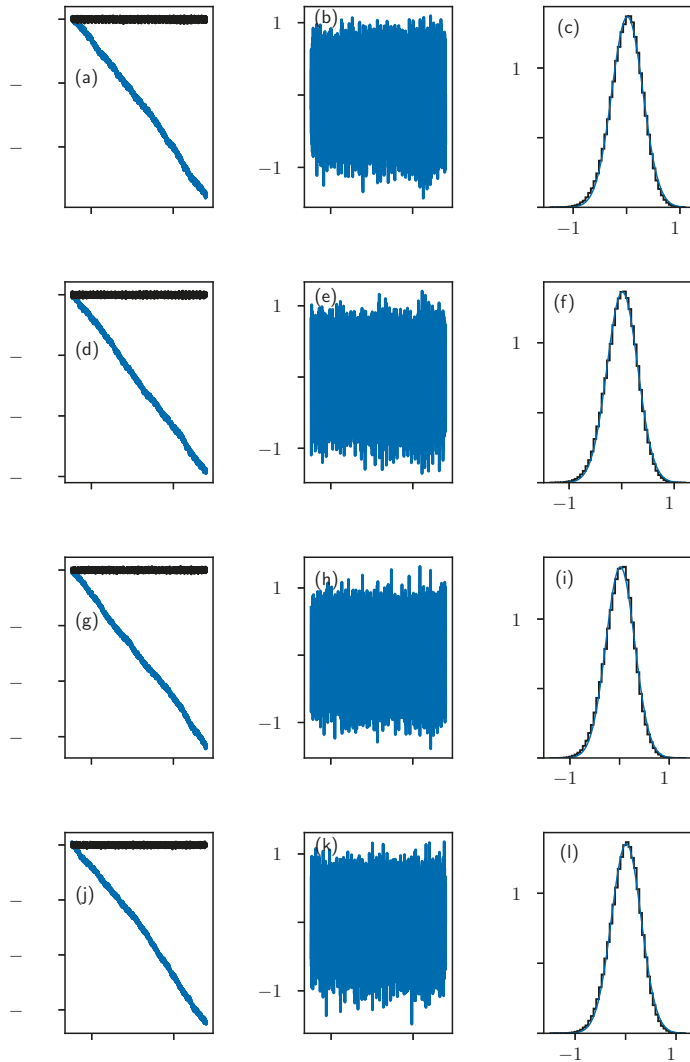 (a) (b) (c)
1 1
−
−
−1 −1 1
(d) (e) (f)
1 1
−
−
−
−1 −1 1
(g) (h) (i)
1 1
−
−
−
−1 −1 1
(j) (k) (l)
1 1
−
−
−
−1 −1 1